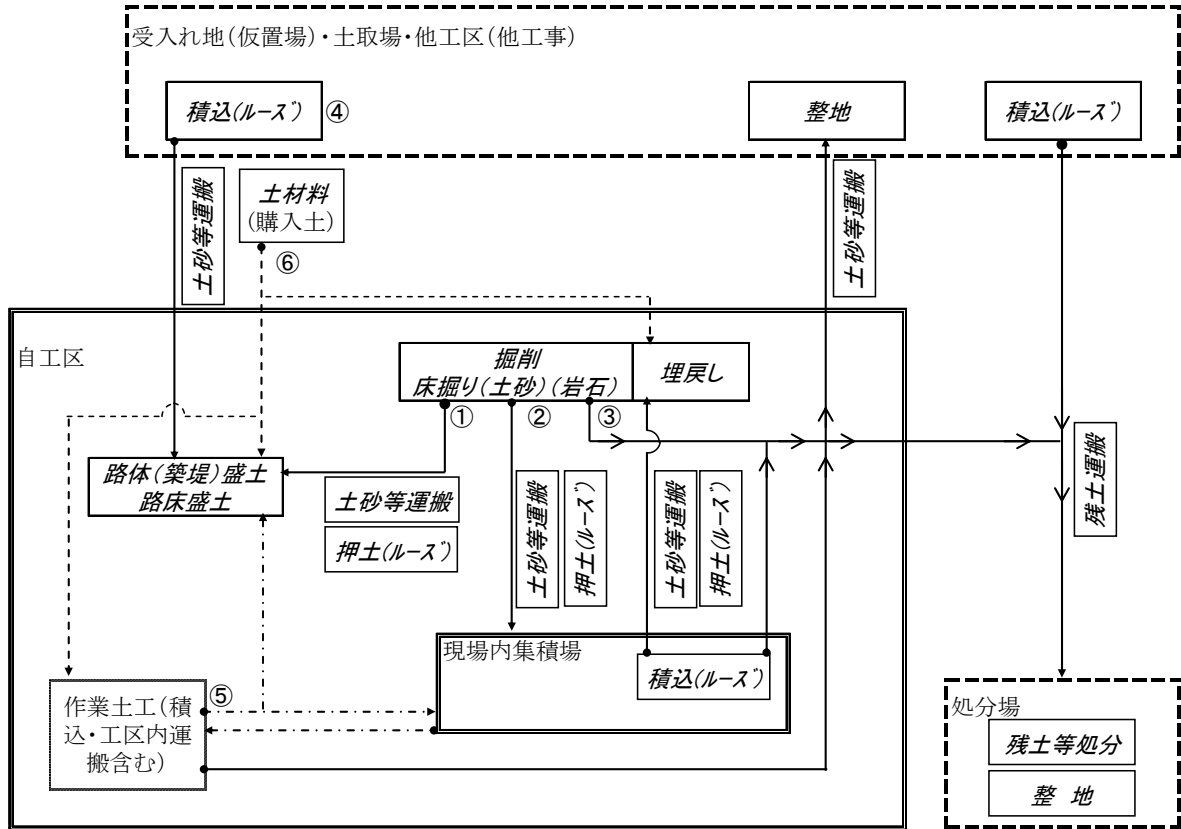 受入れ地(仮置場)・土取場・他工区(他工事)
積込(ﾙｰｽﾞ)
④
整地
積込(ﾙｰｽﾞ)
土砂等運搬
土材料
(購入土)
⑥
土砂等運搬
自工区
掘削
床掘り(土砂)(岩石)
埋戻し
①
②
③
路体(築堤)盛土
路床盛土
土砂等運搬
押土(ﾙｰｽﾞ)
土砂等運搬
押土(ﾙｰｽﾞ)
土砂等運搬
押土(ﾙｰｽﾞ)
残土運搬
現場内集積場
積込(ﾙｰｽﾞ)
作業土工(積
込・工区内運
搬含む)
⑤
処分場
残土等処分
整 地